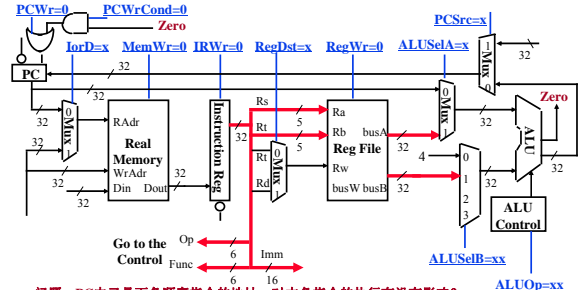 PCWr=0
PCWrCond=0
Zero
PCSrc=x
IorD=x
MemWr=0
IRWr=0
RegDst=x
RegWr=0
ALUSelA=x
1
Mux
0
32
PC
32
32
32
0
Mux
1
RAdr
Real
Memory
WrAdr
Din
Dout
32
32
32
Instruction Reg
32
Rs
Rt
5
5
Rt
Rd
0
Mux
1
Ra
Rb
busA
Reg File
Rw
busW
busB
32
32
0
Mux
1
32
4
0
1
2
3
32
ALU
Zero
32
ALU
Control
Go to the
Control
Op
Func
6
6
Imm
16
ALUSelB=xx
ALUOp=xx